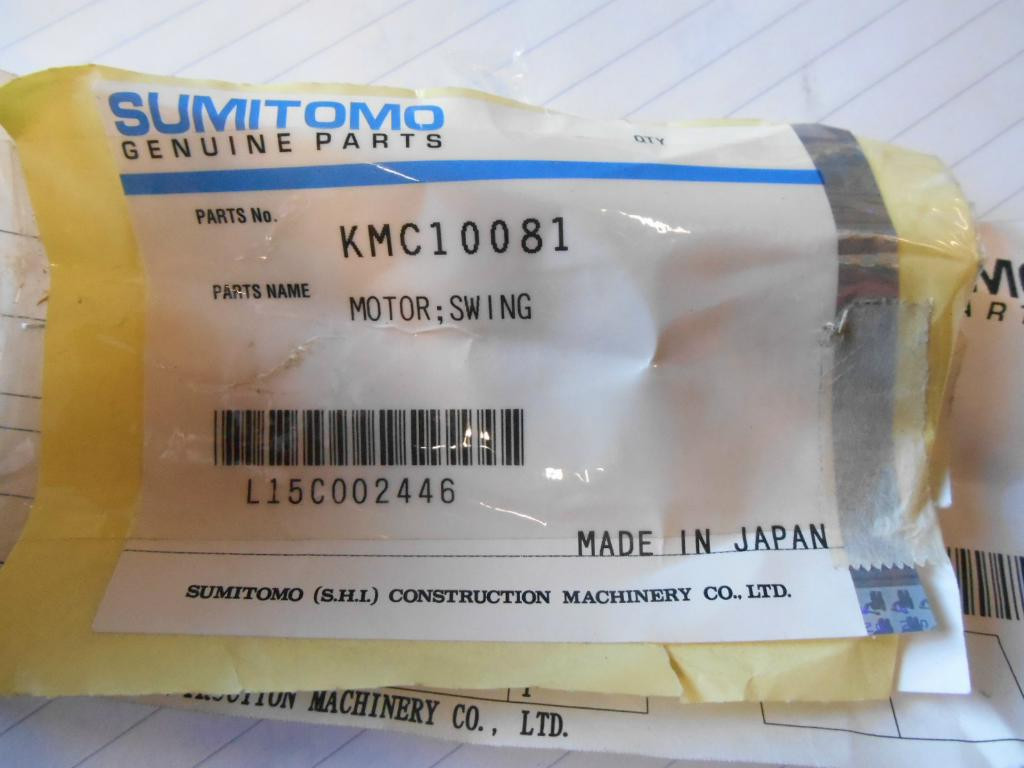 SUMITOMO
GENUINE PARTS
QTY
PARTS No.
KMC10081
PARTS NAME
MOTOR;SWING
L15C002446
MADE IN JAPAN
SUMITOMO (S.H.I.) CONSTRUCTION MACHINERY CO., LTD.
MACHINERY CO., LTD.